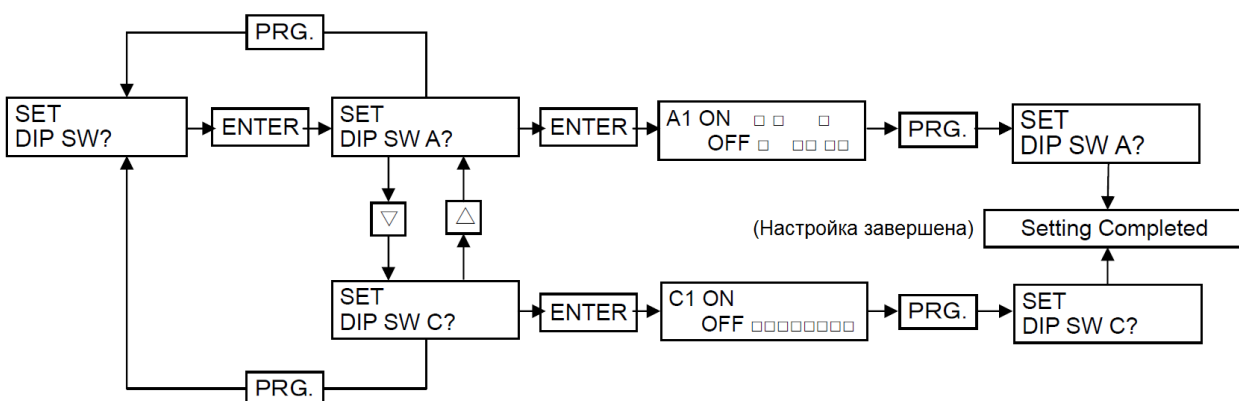 PRG.
SET
DIP SW?
ENTER
SET
DIP SW A?
ENTER
A1 ON □ □ □
OFF □ □□ □□
PRG.
SET
DIP SW A?
▽
△
(Настройка завершена)
Setting Completed
SET
DIP SW C?
ENTER
C1 ON
OFF □□□□□□□□
PRG.
SET
DIP SW C?
PRG.